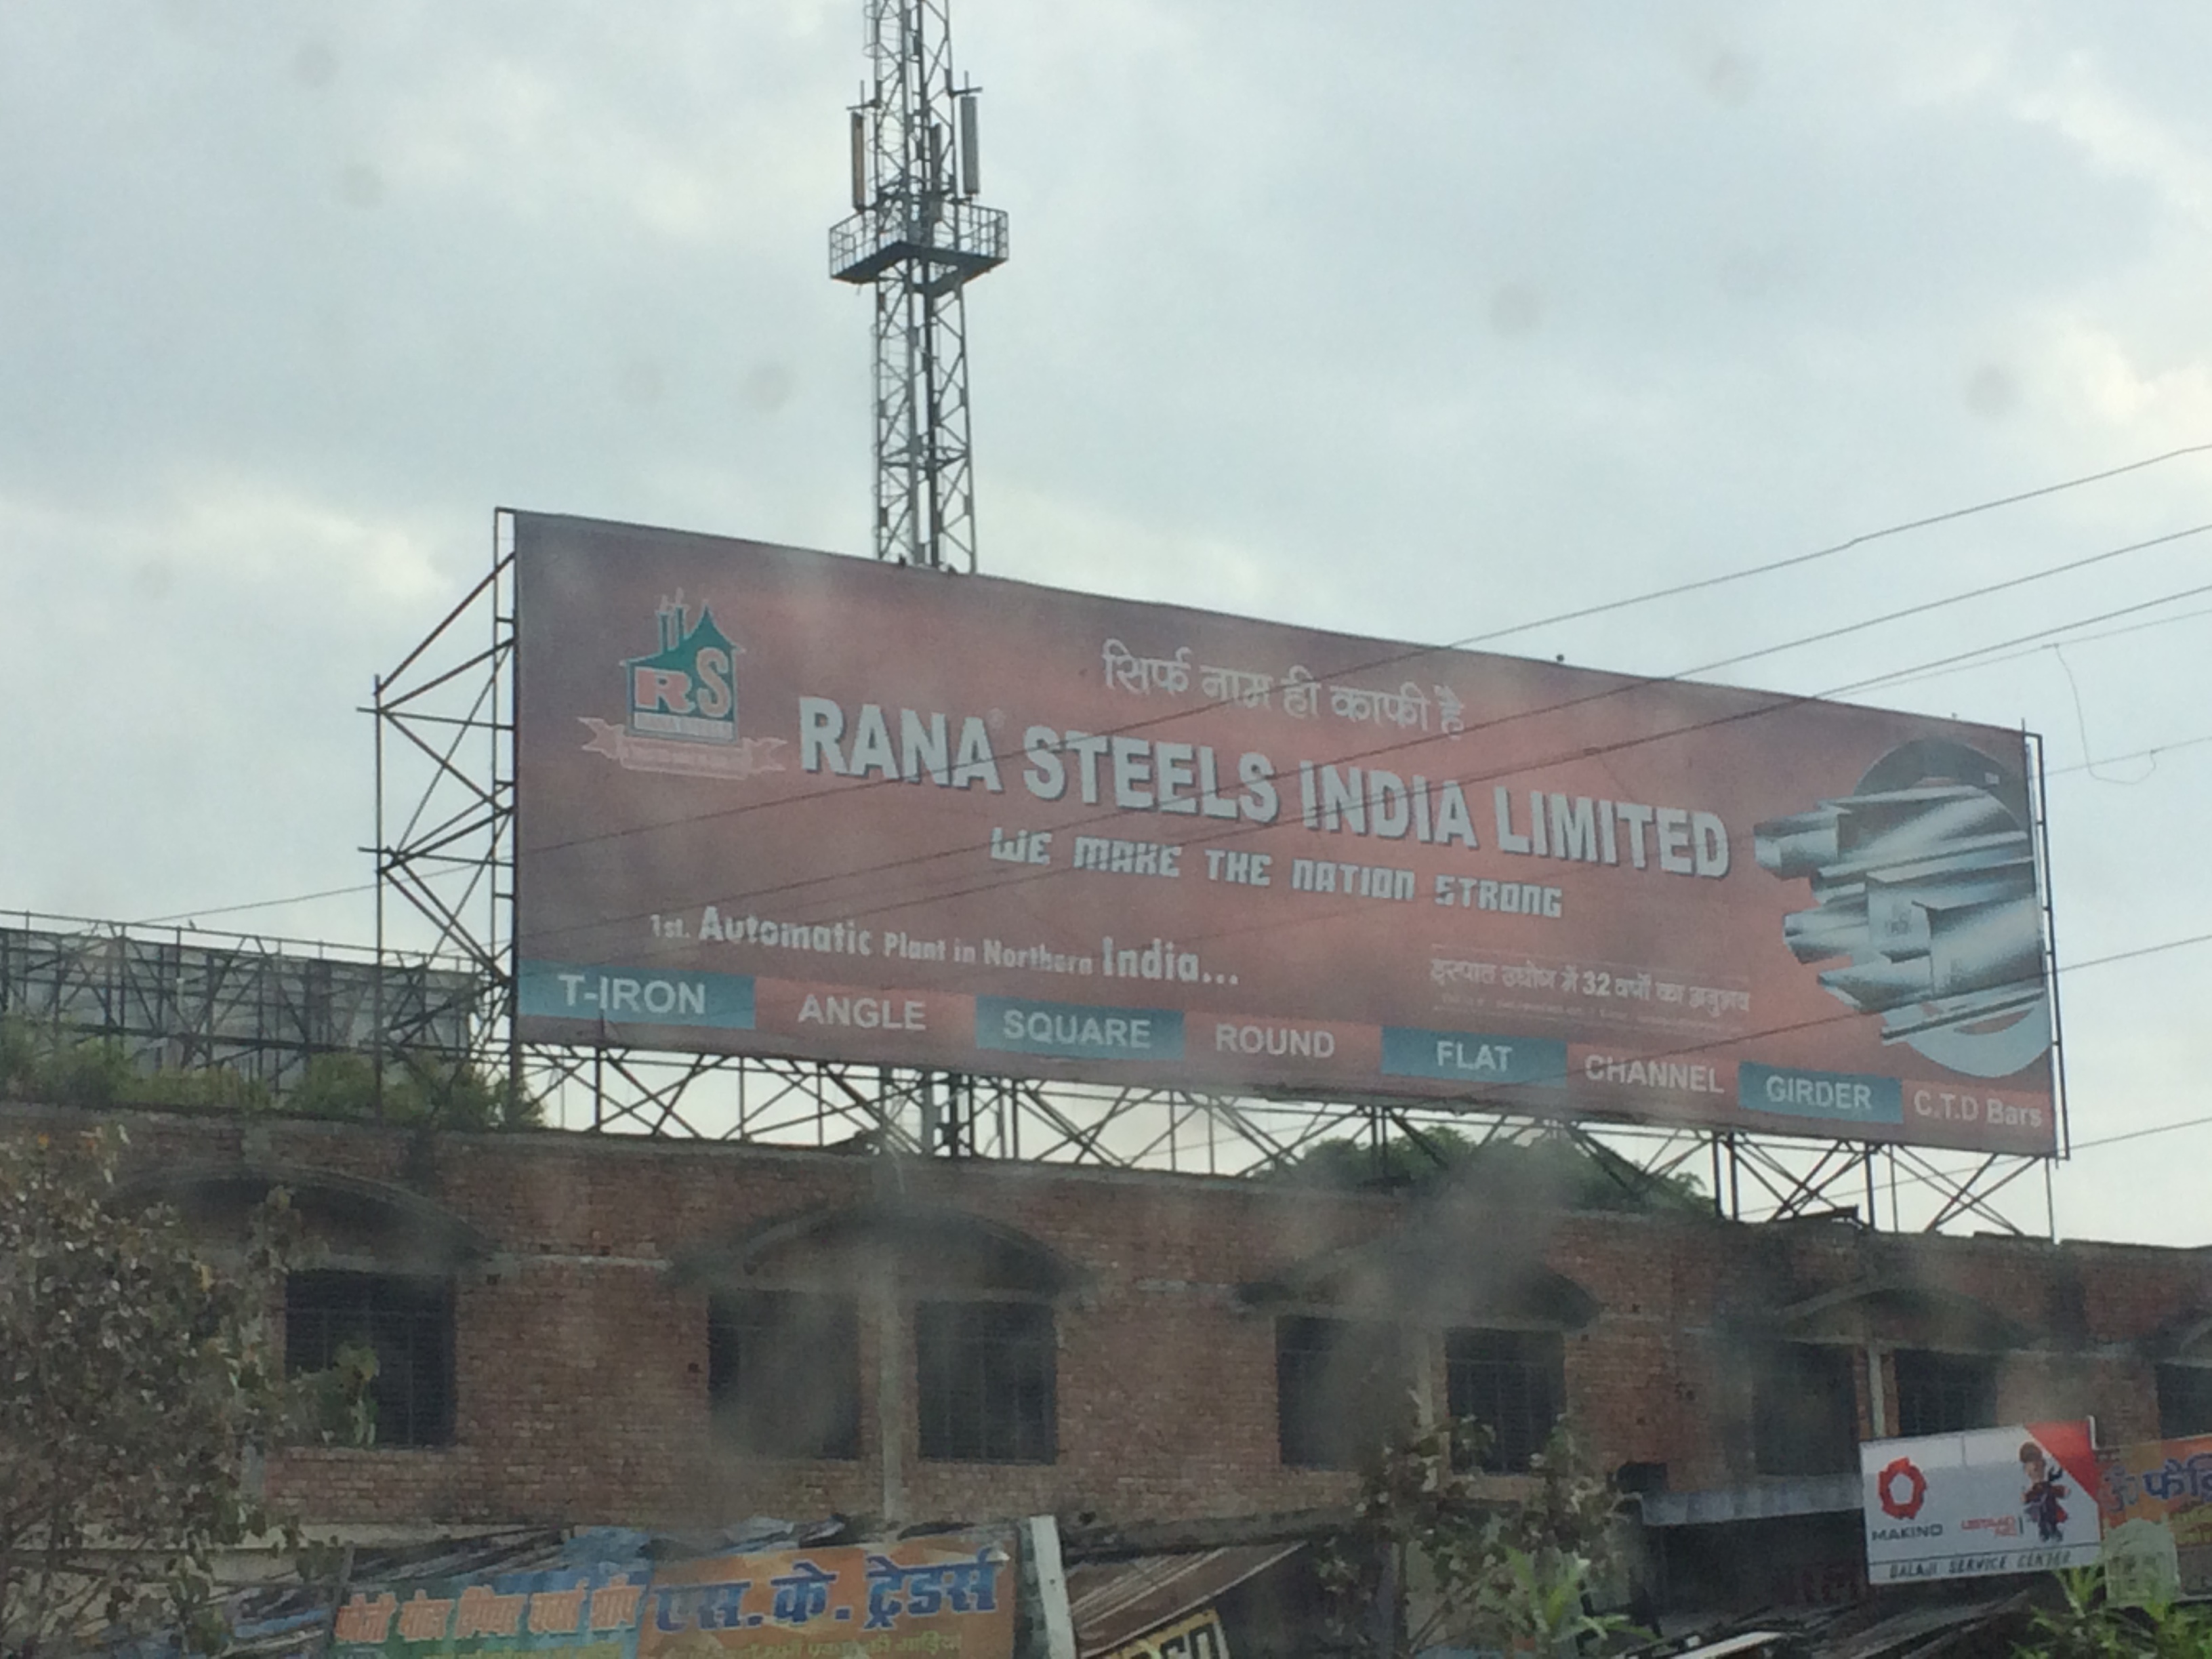 RS
सिर्फ नाम ही काफी है
RANA STEELS INDIA LIMITED
WE MAKE THE NATION STRONG
1st. Automatic Plant in Northern India...
इस्पात उद्योग में 32 वर्षों का अनुभव
T-IRON ANGLE SQUARE ROUND FLAT CHANNEL GIRDER C.T.D Bars
MAKINO
BALAJI SERVICE CENTER
एस.के. ट्रेडर्स